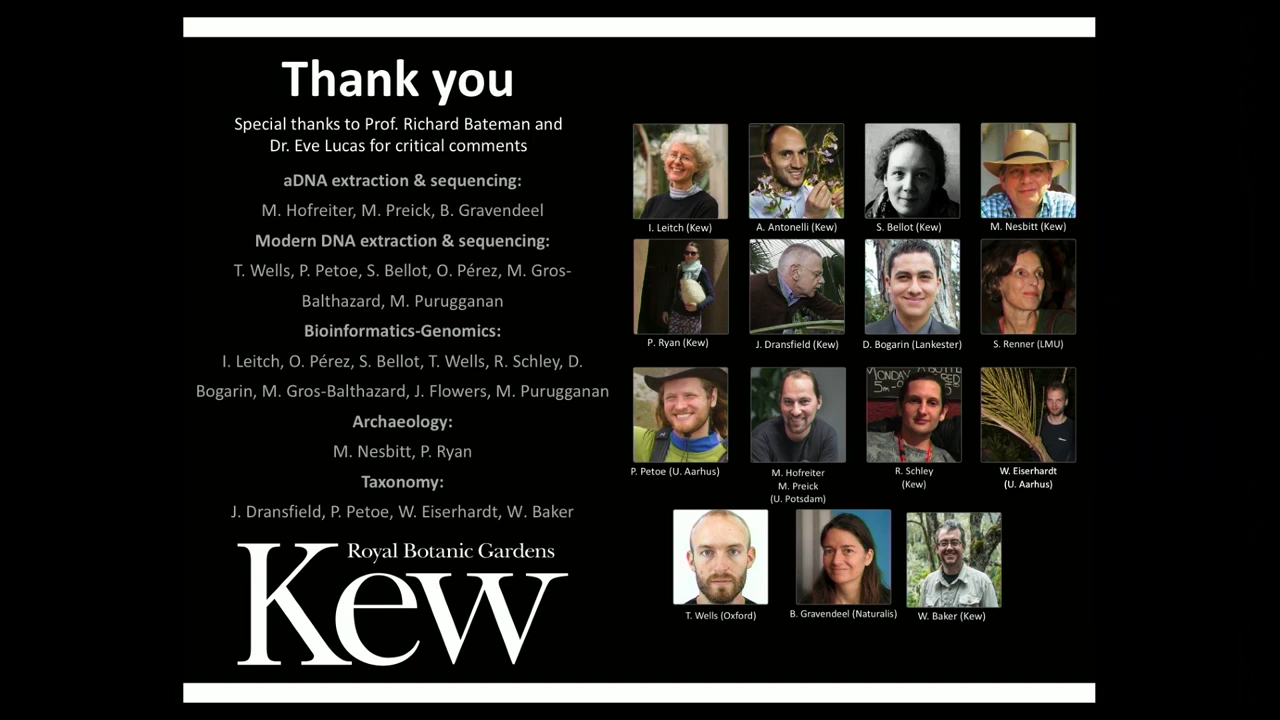 Thank you
Special thanks to Prof. Richard Bateman and
Dr. Eve Lucas for critical comments
aDNA extraction & sequencing:
M. Hofreiter, M. Preick, B. Gravendeel
Modern DNA extraction & sequencing:
T. Wells, P. Petoe, S. Bellot, O. Pérez, M. Gros-
Balthazard, M. Purugganan
Bioinformatics-Genomics:
I. Leitch, O. Pérez, S. Bellot, T. Wells, R. Schley, D.
Bogarin, M. Gros-Balthazard, J. Flowers, M. Purugganan
Archaeology:
M. Nesbitt, P. Ryan
Taxonomy:
J. Dransfield, P. Petoe, W. Eiserhardt, W. Baker
Royal Botanic Gardens
Kew
I. Leitch (Kew)
A. Antonelli (Kew)
S. Bellot (Kew)
M. Nesbitt (Kew)
P. Ryan (Kew)
J. Dransfield (Kew)
D. Bogarin (Lankester)
S. Renner (LMU)
MONDAY
P. Petoe (U. Aarhus)
M. Hofreiter
M. Preick
(U. Potsdam)
R. Schley
(Kew)
W. Eiserhardt
(U. Aarhus)
T. Wells (Oxford)
B. Gravendeel (Naturalis)
W. Baker (Kew)